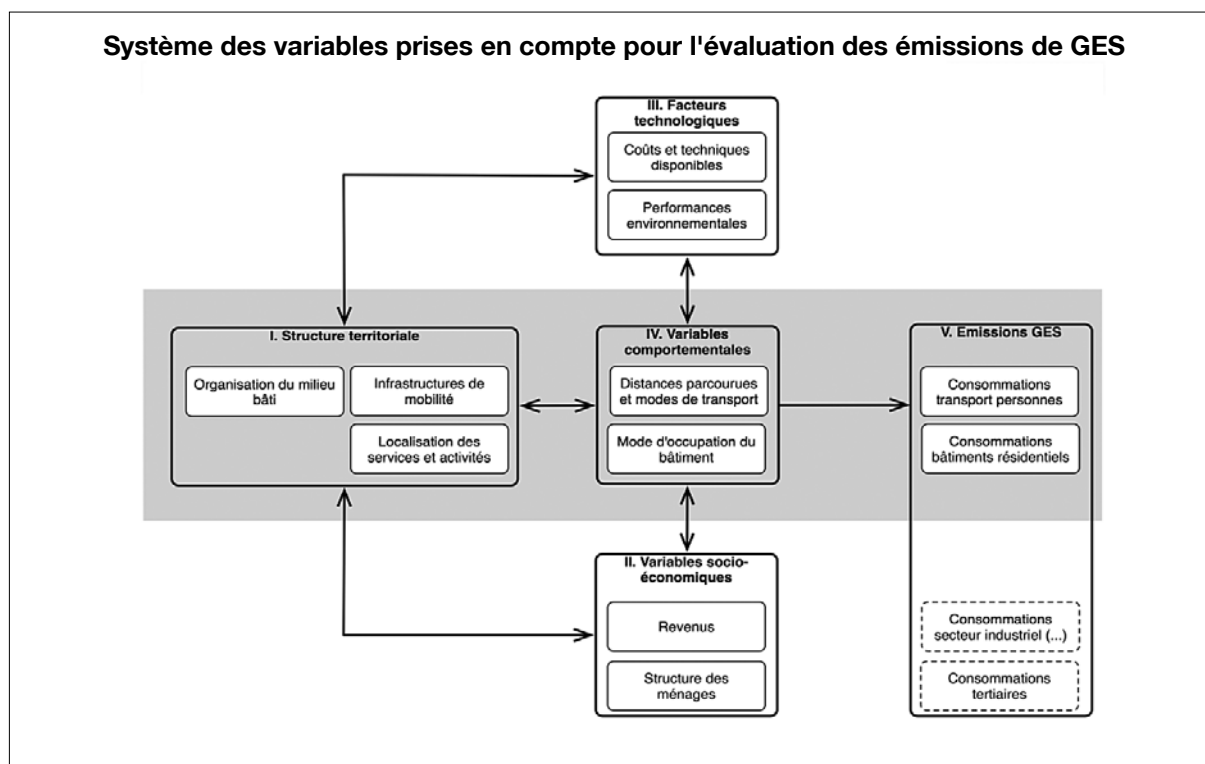 Système des variables prises en compte pour l'évaluation des émissions de GES
III. Facteurs
technologiques
Coûts et techniques
disponibles
Performances
environnementales
I. Structure territoriale
Organisation du milieu
bâti
Infrastructures de
mobilité
Localisation des
services et activités
IV. Variables
comportementales
Distances parcourues
et modes de transport
Mode d'occupation du
bâtiment
V. Emissions GES
Consommations
transport personnes
Consommations
bâtiments résidentiels
II. Variables socio-
économiques
Revenus
Structure des
ménages
Consommations
secteur industriel (...)
Consommations
tertiaires